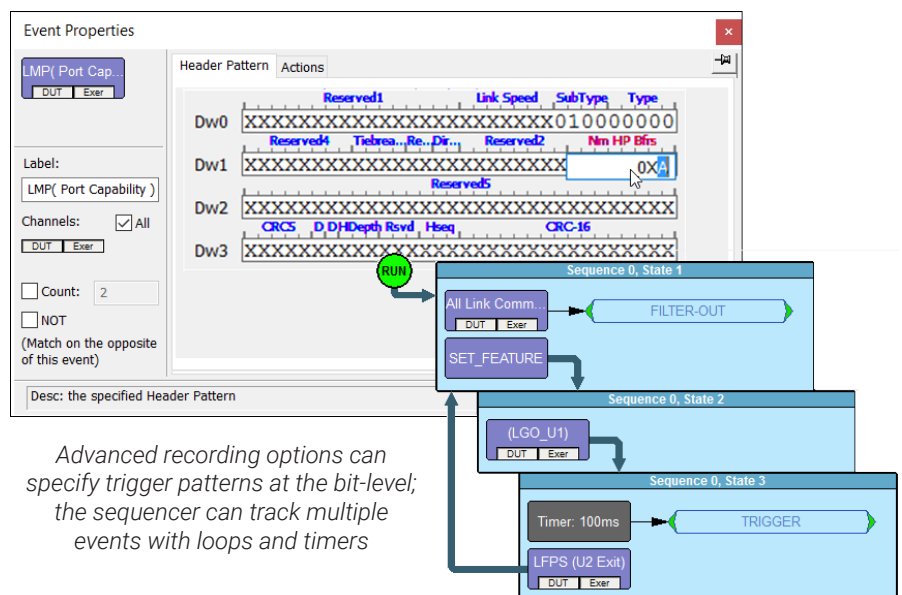 Event Properties
LMP( Port Cap...
DUT Exer
Header Pattern Actions
Reserved1 Link Speed SubType Type
Dw0 XXXXXXXXXXXXXXXXXXXXXXX010000000
Reserved4 Tiebrea... Re... Dir... Reserved2 Nm HP Bfrs
Dw1 XXXXXXXXXXXXXXXXXXXXXXXX 0XA
Reserved5
Dw2 XXXXXXXXXXXXXXXXXXXXXXXXXXXXXXXX
CRC5 D D HDepth Rsvd Hseq CRC-16
Dw3 XXXXXXXXXXXXXXXXXXXXXXXXXXXXXXXX
Label:
LMP( Port Capability )
Channels: All
DUT Exer
Count: 2
NOT
(Match on the opposite
of this event)
Desc: the specified Header Pattern
RUN
Sequence 0, State 1
All Link Comm...
DUT Exer
FILTER-OUT
SET_FEATURE
Sequence 0, State 2
(LGO_U1)
DUT Exer
Sequence 0, State 3
Timer: 100ms
TRIGGER
LFPS (U2 Exit)
DUT Exer
Advanced recording options can
specify trigger patterns at the bit-level;
the sequencer can track multiple
events with loops and timers